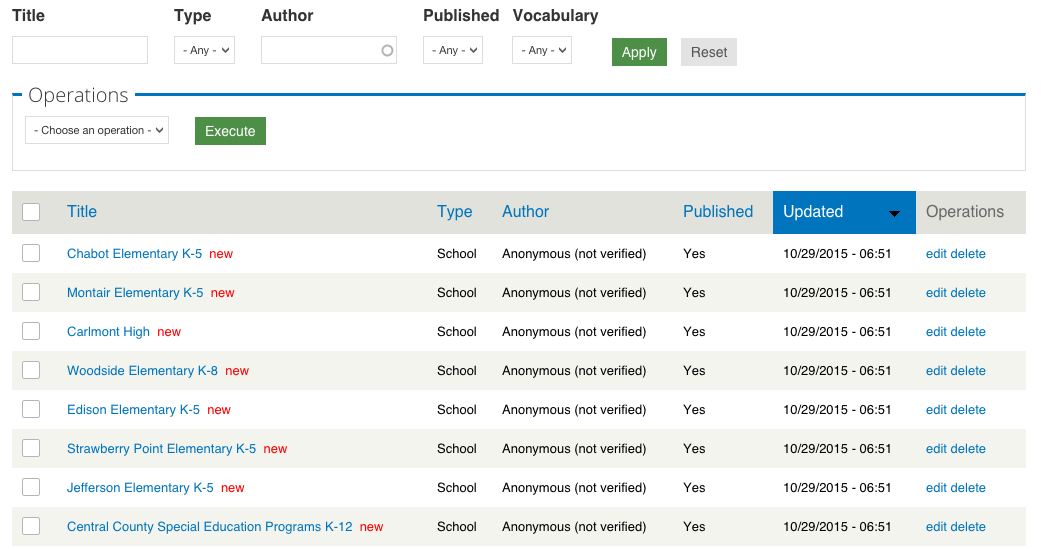 Title Type Author Published Vocabulary
- Any - - Any - - Any - Apply Reset
Operations
- Choose an operation - Execute
Title Type Author Published Updated Operations
Chabot Elementary K-5 new School Anonymous (not verified) Yes 10/29/2015 - 06:51 edit delete
Montair Elementary K-5 new School Anonymous (not verified) Yes 10/29/2015 - 06:51 edit delete
Carlmont High new School Anonymous (not verified) Yes 10/29/2015 - 06:51 edit delete
Woodside Elementary K-8 new School Anonymous (not verified) Yes 10/29/2015 - 06:51 edit delete
Edison Elementary K-5 new School Anonymous (not verified) Yes 10/29/2015 - 06:51 edit delete
Strawberry Point Elementary K-5 new School Anonymous (not verified) Yes 10/29/2015 - 06:51 edit delete
Jefferson Elementary K-5 new School Anonymous (not verified) Yes 10/29/2015 - 06:51 edit delete
Central County Special Education Programs K-12 new School Anonymous (not verified) Yes 10/29/2015 - 06:51 edit delete